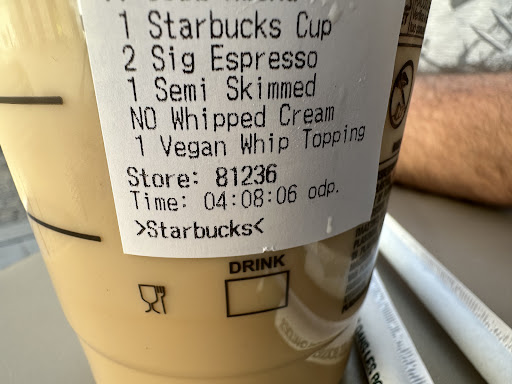 1 Starbucks Cup
2 Sig Espresso
1 Semi Skimmed
NO Whipped Cream
1 Vegan Whip Topping
Store: 81236
Time: 04:08:06 odp.
>Starbucks<
DRINK